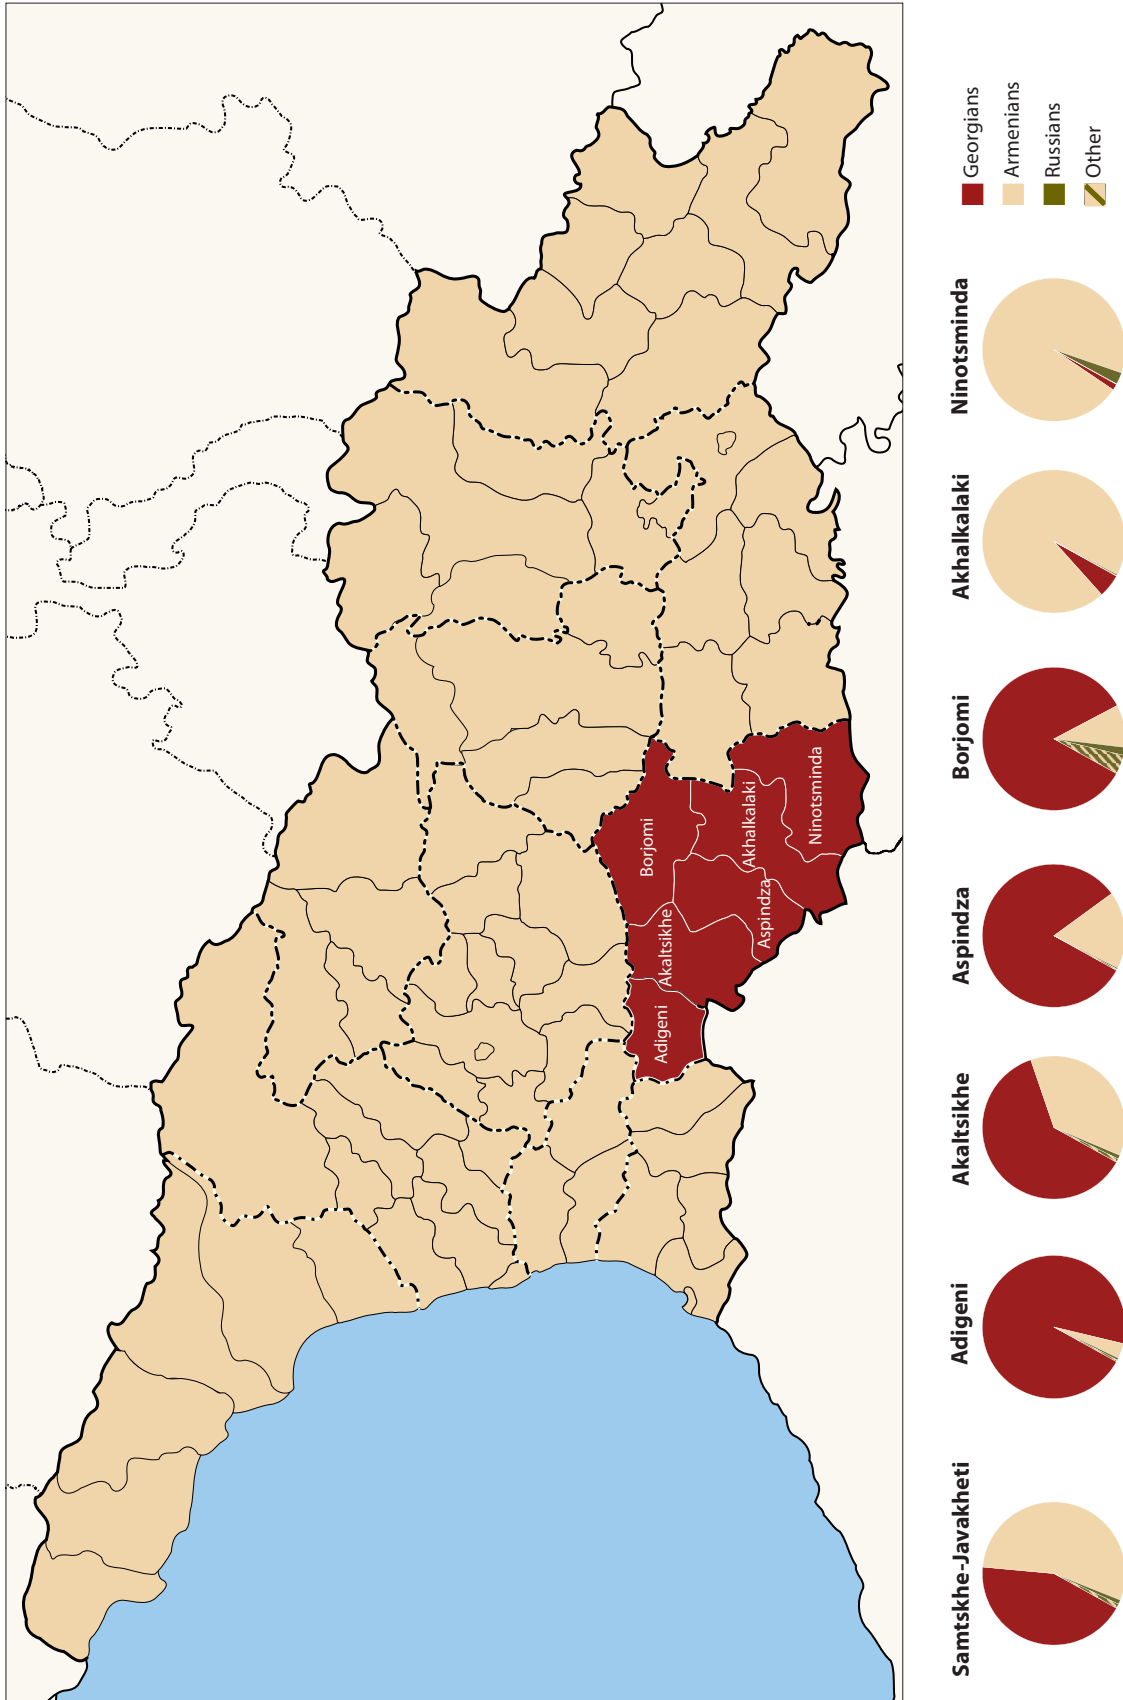 Adigeni
Akaltsikhe
Borjomi
Aspindza
Akhalkalaki
Ninotsminda
Samtskhe-Javakheti
Adigeni
Akaltsikhe
Aspindza
Borjomi
Akhalkalaki
Ninotsminda
Georgians
Armenians
Russians
Other